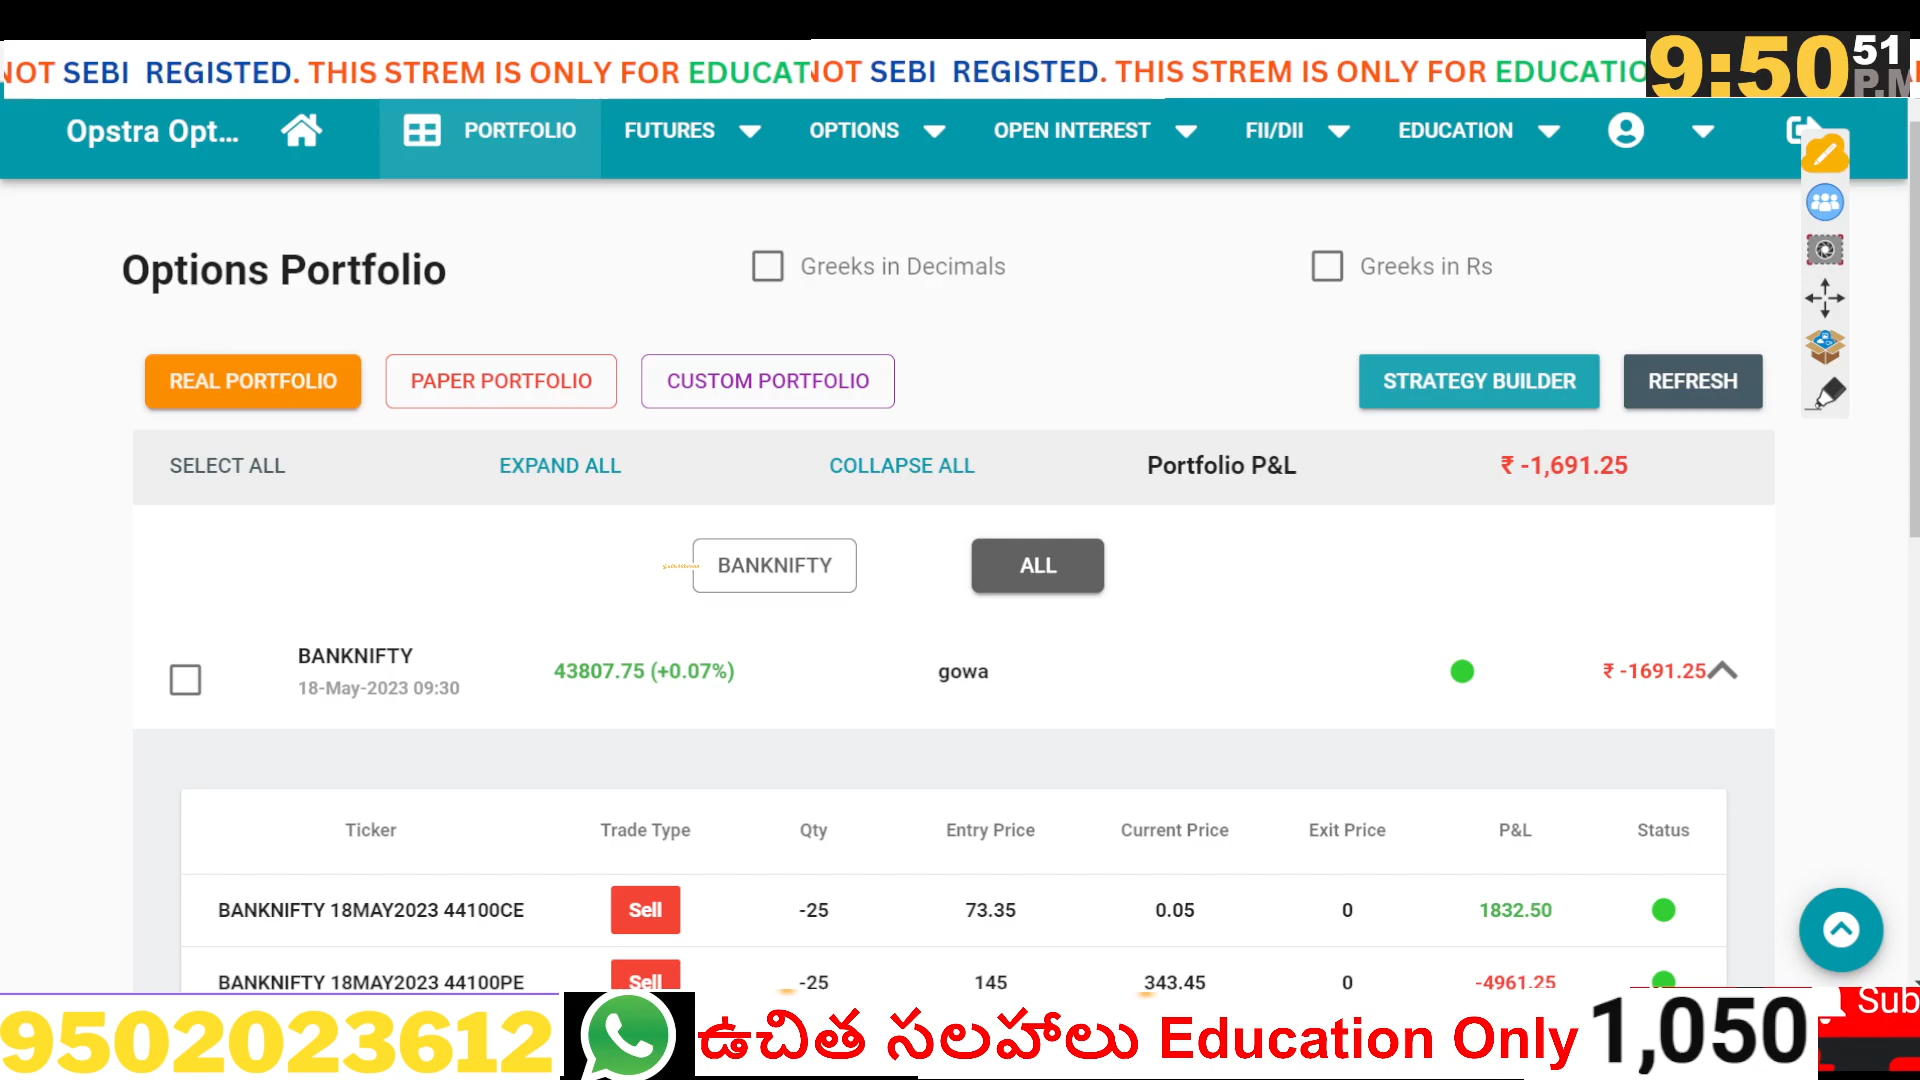 NOT SEBI REGISTED. THIS STREM IS ONLY FOR EDUCAT
NOT SEBI REGISTED. THIS STREM IS ONLY FOR EDUCATIO
9:50 51 P.M
Opstra Opt... PORTFOLIO FUTURES OPTIONS OPEN INTEREST FII/DII EDUCATION
Options Portfolio Greeks in Decimals Greeks in Rs
REAL PORTFOLIO PAPER PORTFOLIO CUSTOM PORTFOLIO STRATEGY BUILDER REFRESH
SELECT ALL EXPAND ALL COLLAPSE ALL Portfolio P&L ₹ -1,691.25
BANKNIFTY ALL
BANKNIFTY 43807.75 (+0.07%) gowa ₹ -1691.25
18-May-2023 09:30
Ticker Trade Type Qty Entry Price Current Price Exit Price P&L Status
BANKNIFTY 18MAY2023 44100CE Sell -25 73.35 0.05 0 1832.50
BANKNIFTY 18MAY2023 44100PE Sell -25 145 343.45 0 -4961.25
9502023612 ఉచిత సలహాలు Education Only 1,050 Sub